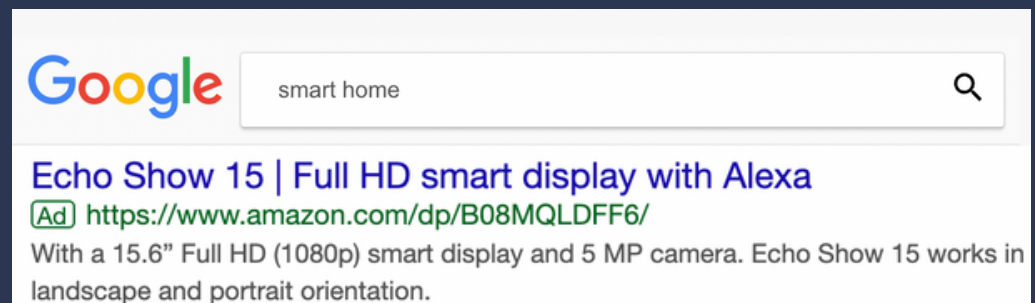 Google
smart home
Echo Show 15 | Full HD smart display with Alexa
Ad https://www.amazon.com/dp/B08MQLDFF6/
With a 15.6” Full HD (1080p) smart display and 5 MP camera. Echo Show 15 works in
landscape and portrait orientation.